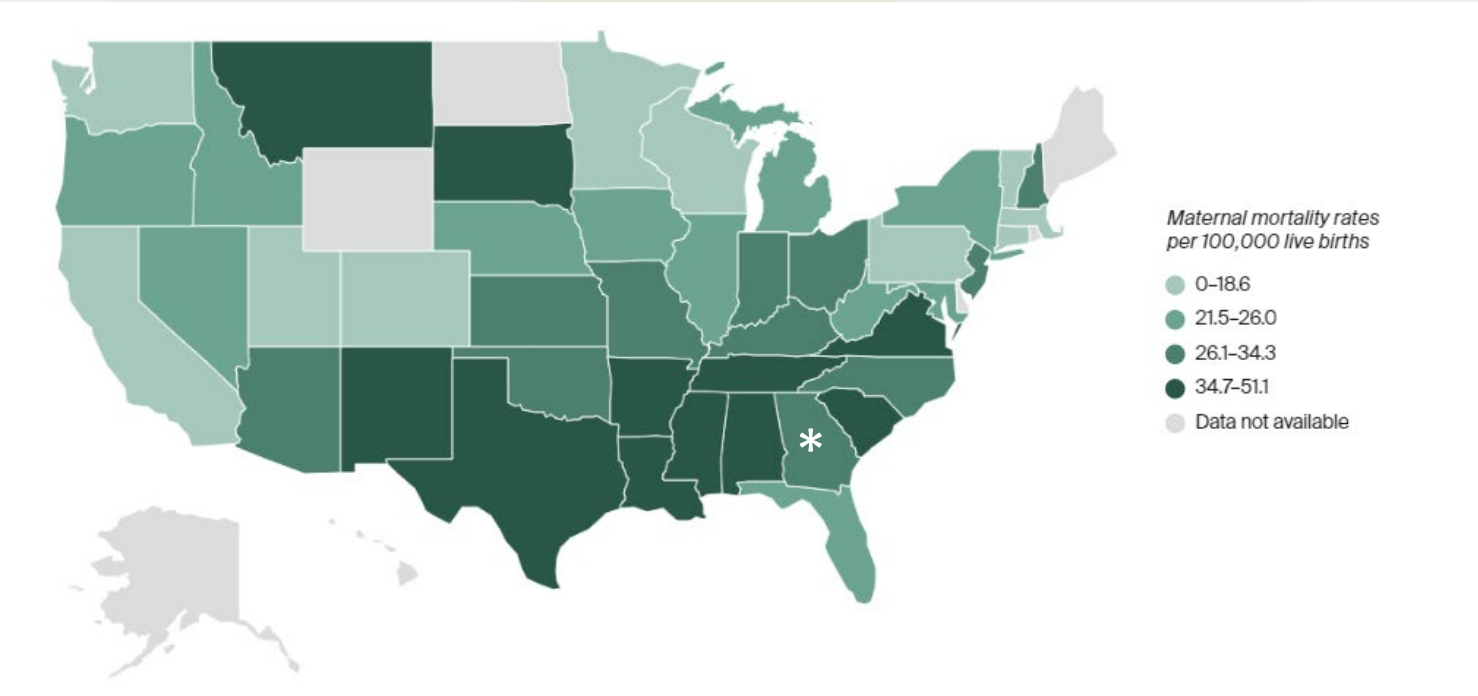 Maternal mortality rates
per 100,000 live births
0–18.6
21.5–26.0
26.1–34.3
34.7–51.1
Data not available
*